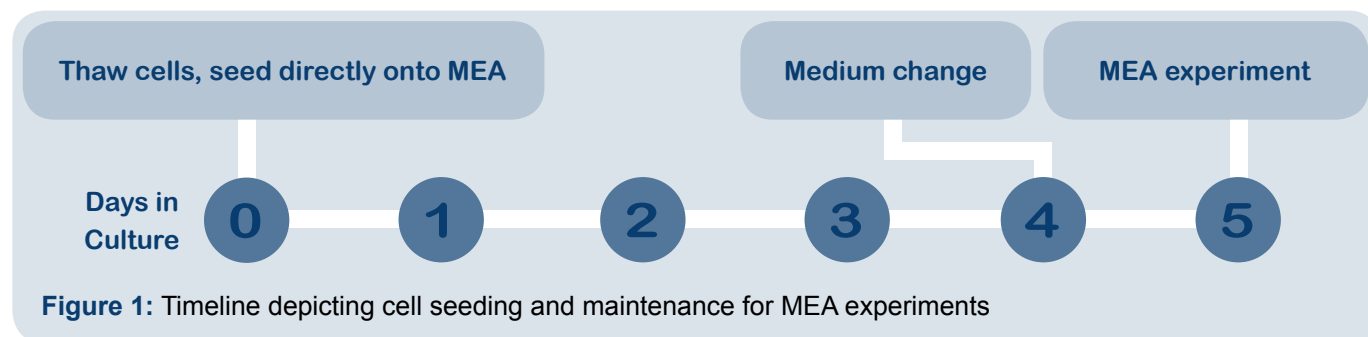 Thaw cells, seed directly onto MEA
Medium change
MEA experiment
Days in
Culture
0
1
2
3
4
5
Figure 1: Timeline depicting cell seeding and maintenance for MEA experiments